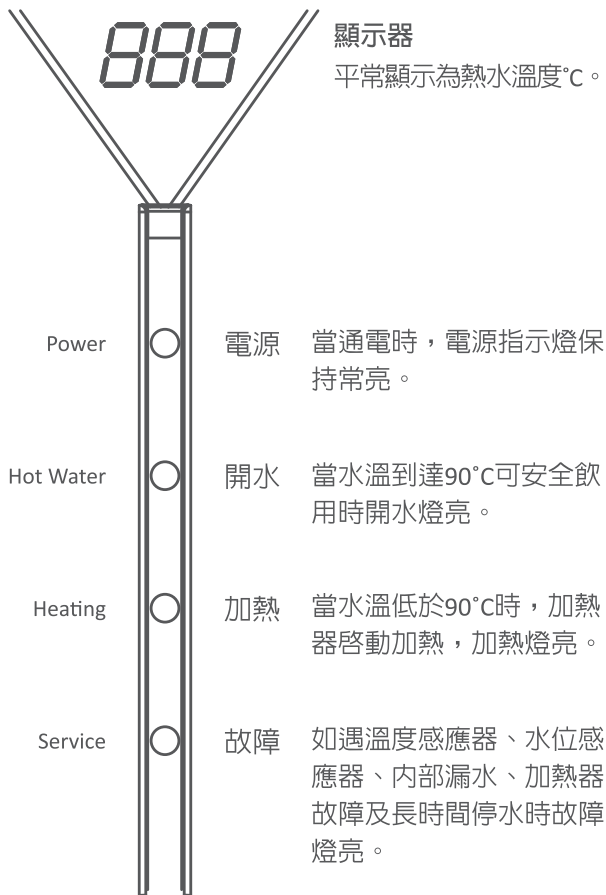 888
顯示器
平常顯示為熱水溫度°C。
Power
電源
當通電時，電源指示燈保
持常亮。
Hot Water
開水
當水溫到達90°C可安全飲
用時開水燈亮。
Heating
加熱
當水溫低於90°C時，加熱
器啓動加熱，加熱燈亮。
Service
故障
如遇溫度感應器、水位感
應器、内部漏水、加熱器
故障及長時間停水時故障
燈亮。